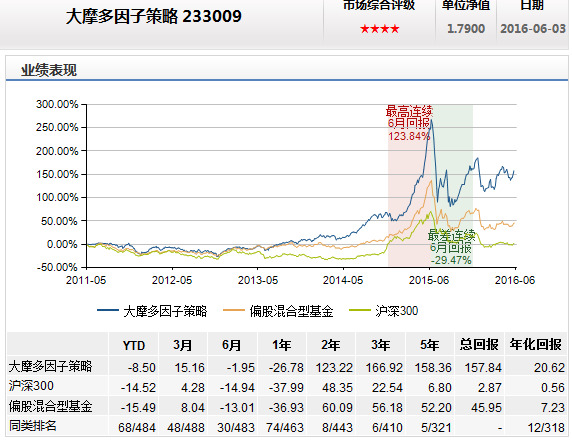 大摩多因子策略 233009
市场综合评级 单位净值 日期
★★★★ 1.7900 2016-06-03
业绩表现
300.00%
250.00%
200.00%
150.00%
100.00%
50.00%
0.00%
-50.00%
最高连续
6月回报
123.84%
最差连续
6月回报
-29.47%
2011-05 2012-05 2013-05 2014-05 2015-06 2016-06
大摩多因子策略 偏股混合型基金 沪深300
YTD 3月 6月 1年 2年 3年 5年 总回报 年化回报
大摩多因子策略 -8.50 15.16 -1.95 -26.78 123.22 166.92 158.36 157.84 20.62
沪深300 -14.52 4.28 -14.94 -37.99 48.35 22.54 6.80 2.87 0.56
偏股混合型基金 -15.49 8.04 -13.01 -36.93 60.09 56.18 52.20 45.95 7.23
同类排名 68/484 48/488 30/483 74/463 8/443 6/410 5/321 - 12/318